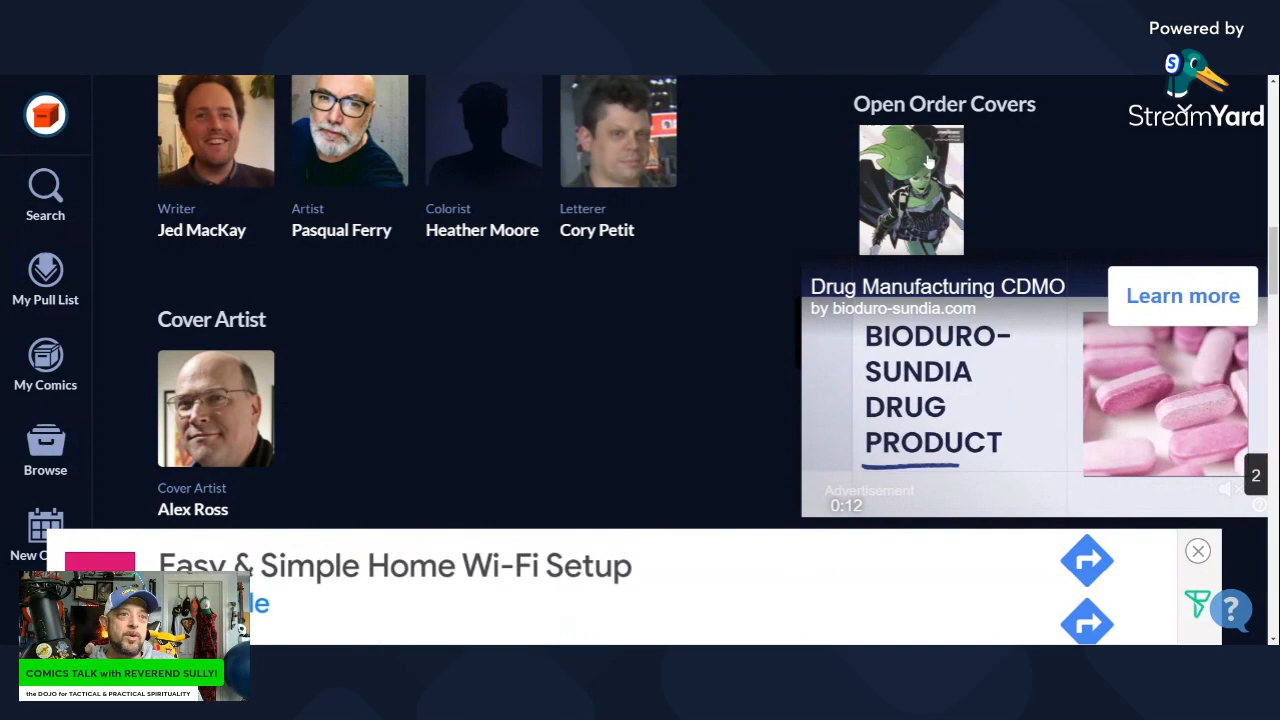 Powered by
StreamYard
Search
My Pull List
My Comics
Browse
New C
Writer
Jed MacKay
Artist
Pasqual Ferry
Colorist
Heather Moore
Letterer
Cory Petit
Cover Artist
Cover Artist
Alex Ross
Open Order Covers
Drug Manufacturing CDMO
by bioduro-sundia.com
Learn more
BIODURO-
SUNDIA
DRUG
PRODUCT
Advertisement
0:12
2
Easy & Simple Home Wi-Fi Setup
le
?
COMICS TALK with REVEREND SULLY!
the DOJO for TACTICAL & PRACTICAL SPIRITUALITY